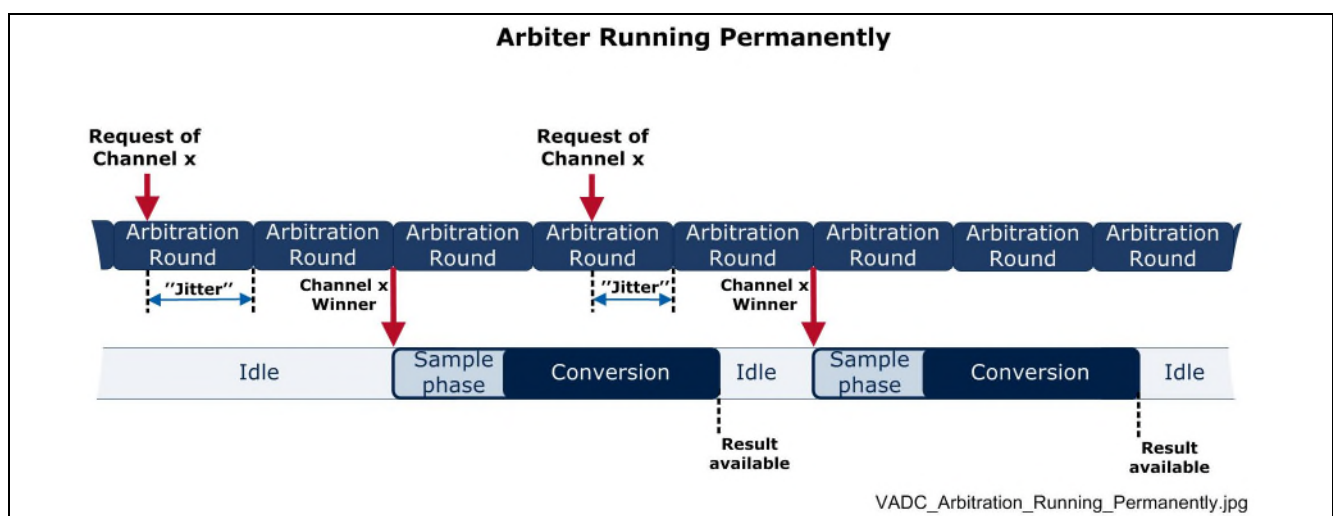 Arbiter Running Permanently
Request of
Channel x
Request of
Channel x
Arbitration
Round
Arbitration
Round
Arbitration
Round
Arbitration
Round
Arbitration
Round
Arbitration
Round
Arbitration
Round
Arbitration
Round
"Jitter"
Channel x
Winner
"Jitter"
Channel x
Winner
Idle
Sample
phase
Conversion
Idle
Sample
phase
Conversion
Idle
Result
available
Result
available
VADC_Arbitration_Running_Permanently.jpg